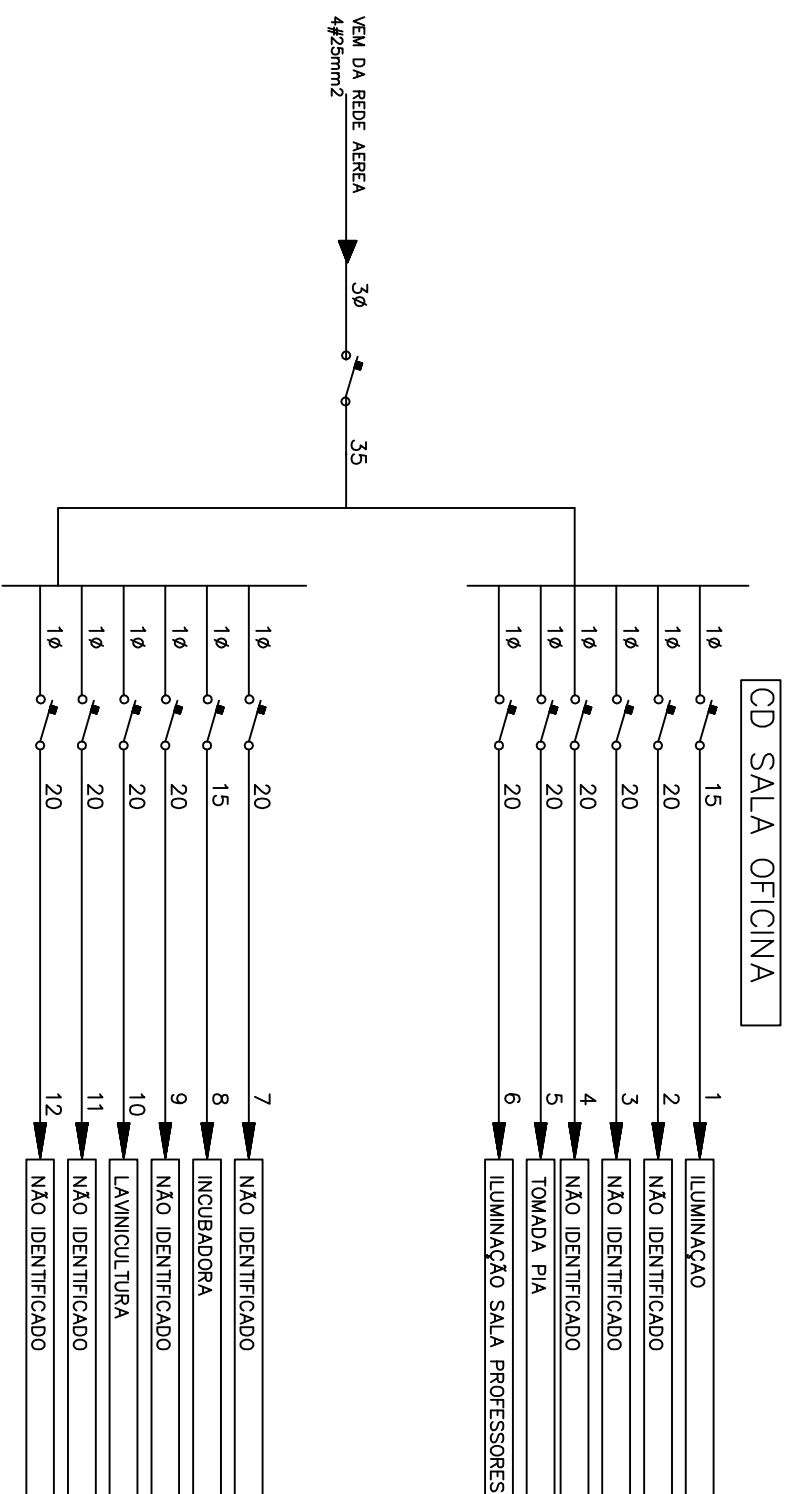 CD SALA OFICINA
VEM DA REDE AEREA
4#25mm2
3ø
35
1ø 15 1 ILUMINAÇAO
1ø 20 2 NÃO IDENTIFICADO
1ø 20 3 NÃO IDENTIFICADO
1ø 20 4 NÃO IDENTIFICADO
1ø 20 5 TOMADA PIA
1ø 20 6 ILUMINAÇÃO SALA PROFESSORES
1ø 20 7 NÃO IDENTIFICADO
1ø 15 8 INCUBADORA
1ø 20 9 NÃO IDENTIFICADO
1ø 20 10 LAVINICULTURA
1ø 20 11 NÃO IDENTIFICADO
1ø 20 12 NÃO IDENTIFICADO